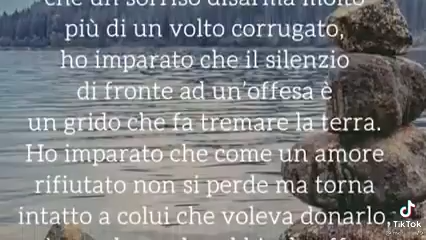 che un sorriso disarma molto
più di un volto corrugato,
ho imparato che il silenzio
di fronte ad un'offesa è
un grido che fa tremare la terra.
Ho imparato che come un amore
rifiutato non si perde ma torna
intatto a colui che voleva donarlo,
TikTok